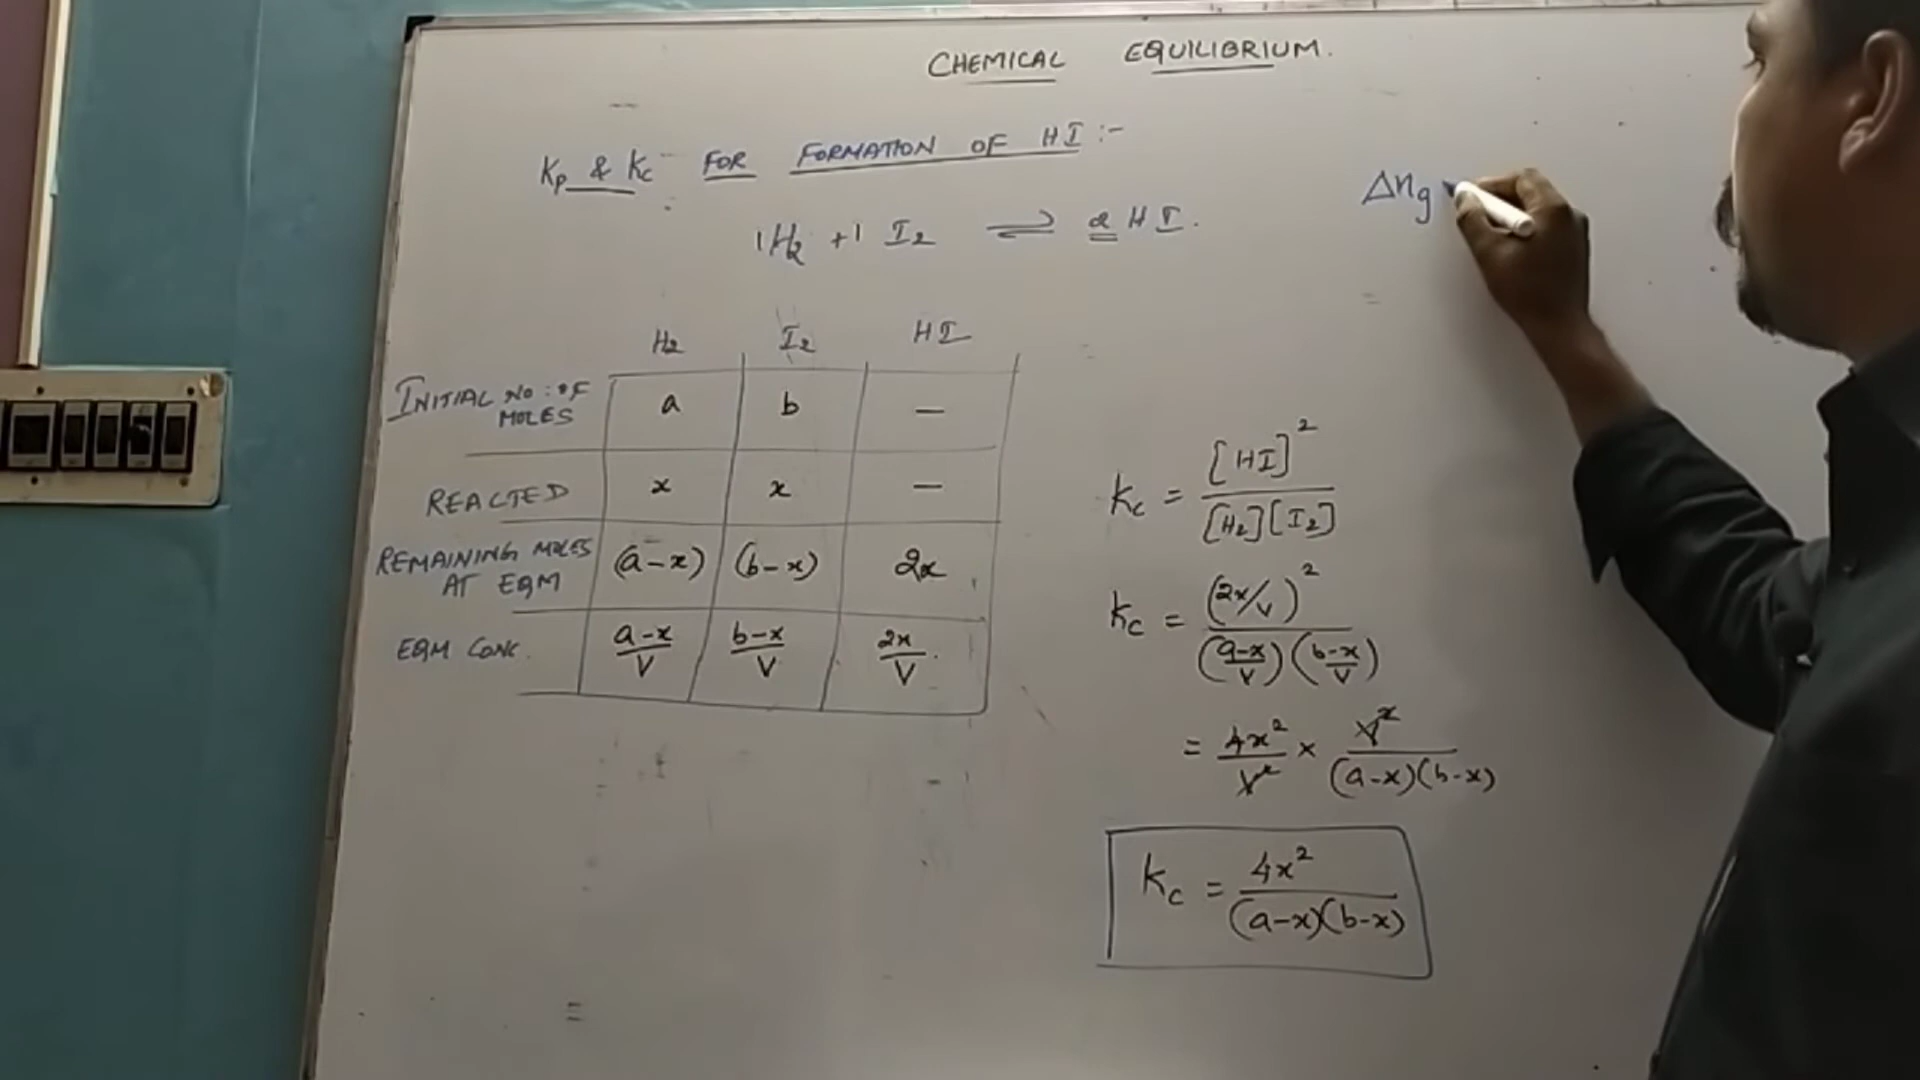 CHEMICAL EQUILIBRIUM.
Kp & Kc FOR FORMATION OF HI :-
1H₂ + 1 I₂ ⇌ 2 HI.
Δng
H₂ I₂ HI
INITIAL NO: OF MOLES a b —
REACTED x x —
REMAINING MOLES AT EQM (a-x) (b-x) 2x
EQM CONC. a-x/V b-x/V 2x/V.
Kc = [HI]² / [H₂][I₂]
Kc = (2x/V)² / (a-x/V)(b-x/V)
= 4x²/V² × V²/(a-x)(b-x)
Kc = 4x² / (a-x)(b-x)
=